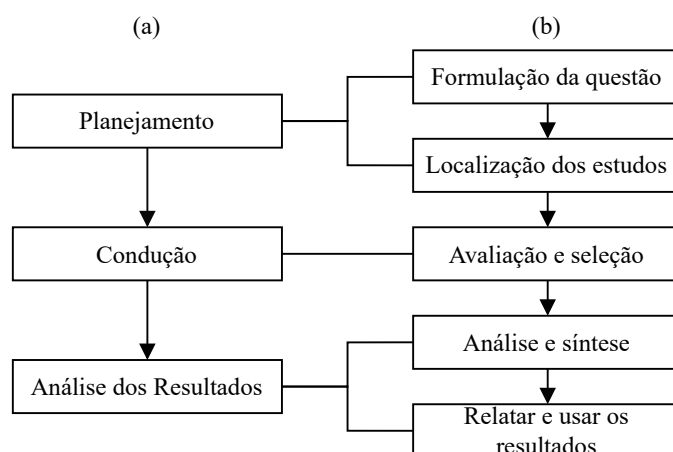 (a)
(b)
Formulação da questão
Planejamento
Localização dos estudos
Condução
Avaliação e seleção
Análise e síntese
Análise dos Resultados
Relatar e usar os
resultados